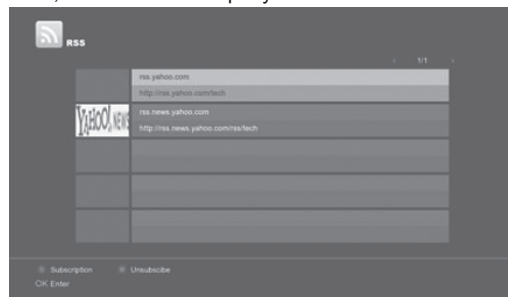 RSS
1/1
rss.yahoo.com
http://rss.yahoo.com/tech
YAHOO! NEWS
rss.news.yahoo.com
http://rss.news.yahoo.com/rss/tech
Subscription Unsubscibe
OK Enter